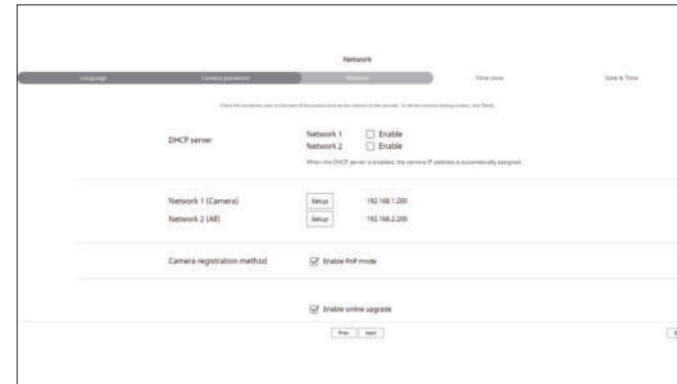 Network
Language Camera password Network Time zone Date & Time
DHCP server
Network 1 Enable
Network 2 Enable
When the DHCP server is enabled, the camera IP address is automatically assigned
Network 1 (Camera) Setup 192.168.1.200
Network 2 (All) Setup 192.168.2.200
Camera registration method Enable PnP mode
Enable online upgrade
Prev Next